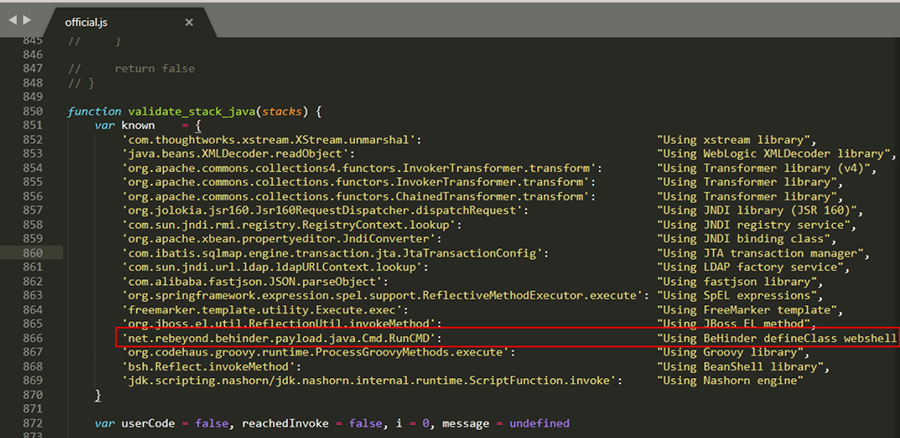 official.js ×
845 // }
846
847 // return false
848 // }
849
850 function validate_stack_java(stacks) {
851 var known = {
852 'com.thoughtworks.xstream.XStream.unmarshal': "Using xstream library",
853 'java.beans.XMLDecoder.readObject': "Using WebLogic XMLDecoder library",
854 'org.apache.commons.collections4.functors.InvokerTransformer.transform': "Using Transformer library (v4)",
855 'org.apache.commons.collections.functors.InvokerTransformer.transform': "Using Transformer library",
856 'org.apache.commons.collections.functors.ChainedTransformer.transform': "Using Transformer library",
857 'org.jolokia.jsr160.Jsr160RequestDispatcher.dispatchRequest': "Using JNDI library (JSR 160)",
858 'com.sun.jndi.rmi.registry.RegistryContext.lookup': "Using JNDI registry service",
859 'org.apache.xbean.propertyeditor.JndiConverter': "Using JNDI binding class",
860 'com.ibatis.sqlmap.engine.transaction.jta.JtaTransactionConfig': "Using JTA transaction manager",
861 'com.sun.jndi.url.ldap.ldapURLContext.lookup': "Using LDAP factory service",
862 'com.alibaba.fastjson.JSON.parseObject': "Using fastjson library",
863 'org.springframework.expression.spel.support.ReflectiveMethodExecutor.execute': "Using SpEL expressions",
864 'freemarker.template.utility.Execute.exec': "Using FreeMarker template",
865 'org.jboss.el.util.ReflectionUtil.invokeMethod': "Using JBoss EL method",
866 'net.rebeyond.behinder.payload.java.Cmd.RunCMD': "Using BeHinder defineClass webshell
867 'org.codehaus.groovy.runtime.ProcessGroovyMethods.execute': "Using Groovy library",
868 'bsh.Reflect.invokeMethod': "Using BeanShell library",
869 'jdk.scripting.nashorn/jdk.nashorn.internal.runtime.ScriptFunction.invoke': "Using Nashorn engine"
870 }
871
872 var userCode = false, reachedInvoke = false, i = 0, message = undefined
873